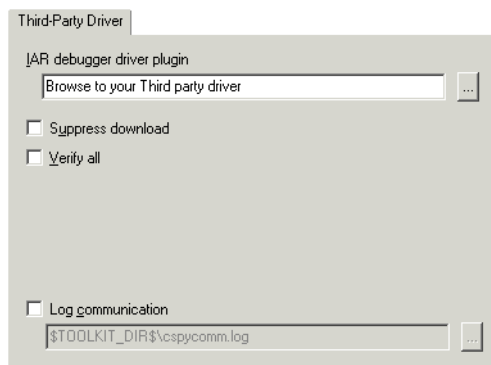 Third-Party Driver
IAR debugger driver plugin
Browse to your Third party driver
...
Suppress download
Verify all
Log communication
$TOOLKIT_DIR$\cspycomm.log
...